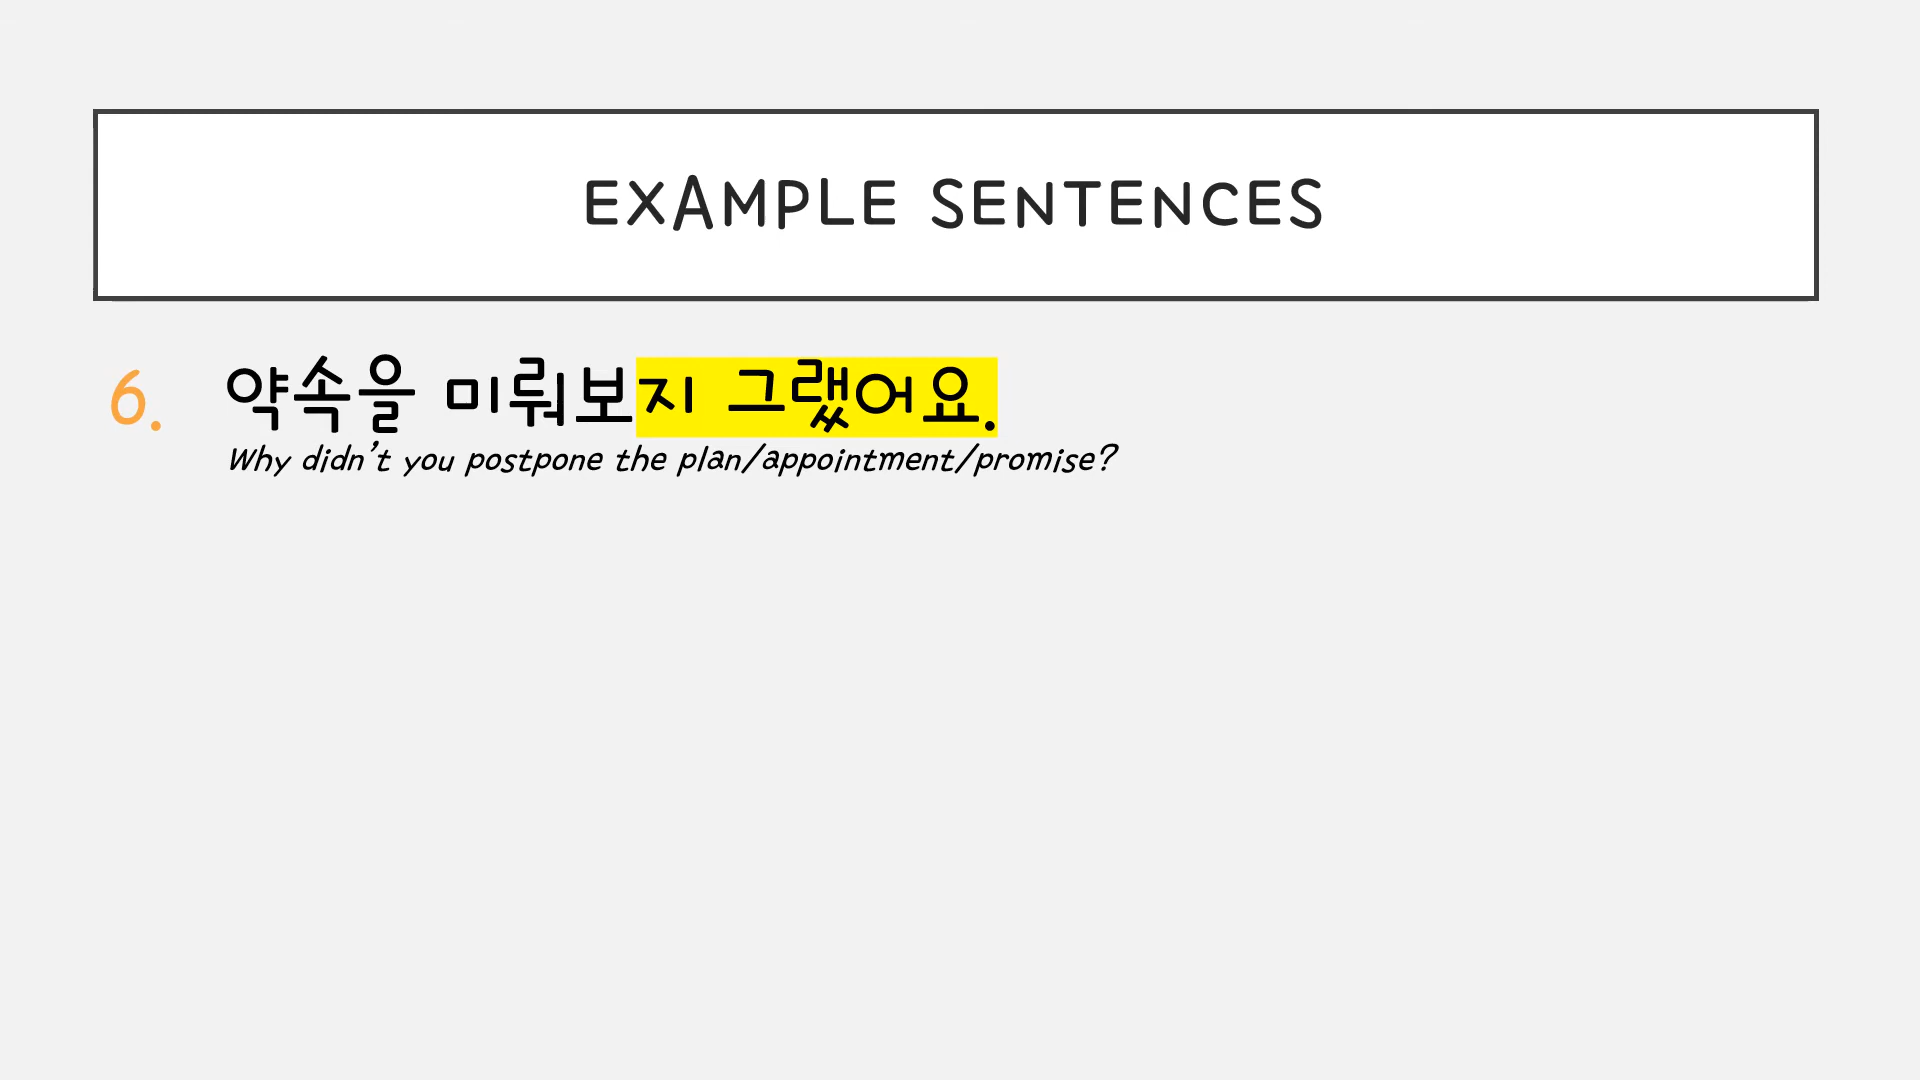 EXAMPLE SENTENCES
6. 약속을 미뤄보지 그랬어요.
Why didn't you postpone the plan/appointment/promise?